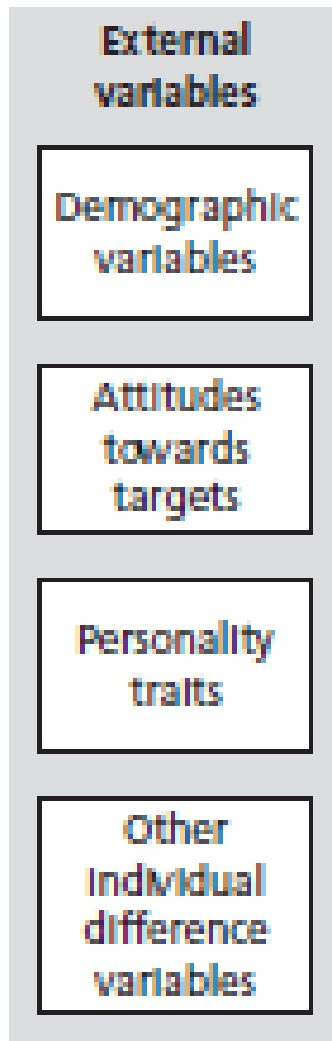 External
variables
Demographic
variables
Attitudes
towards
targets
Personality
traits
Other
individual
difference
variables